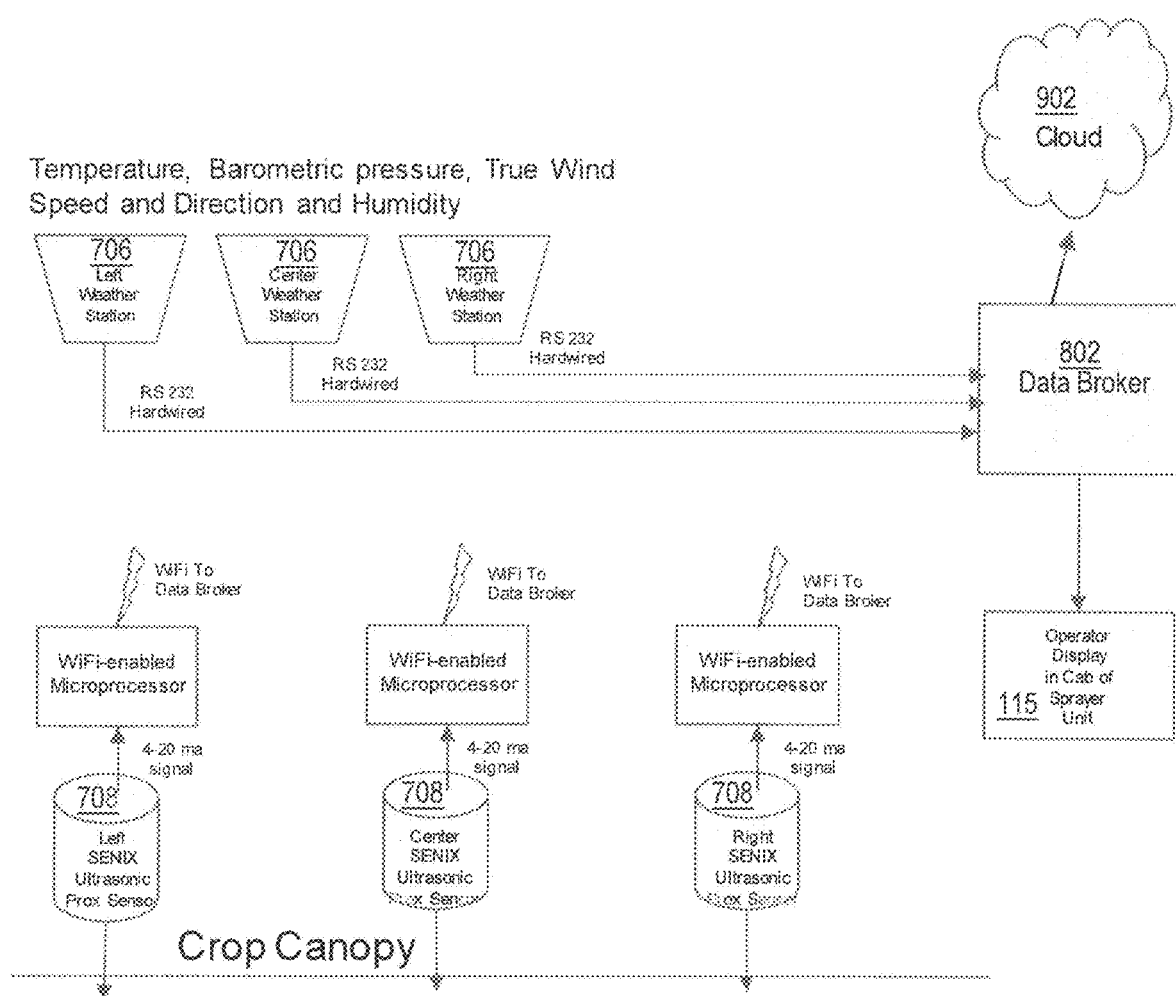 902
Cloud
Temperature, Barometric pressure, True Wind
Speed and Direction and Humidity
706
Left
Weather
Station
706
Center
Weather
Station
706
Right
Weather
Station
RS 232
Hardwired
RS 232
Hardwired
RS 232
Hardwired
802
Data Broker
WiFi To
Data Broker
WiFi To
Data Broker
WiFi To
Data Broker
WiFi-enabled
Microprocessor
WiFi-enabled
Microprocessor
WiFi-enabled
Microprocessor
Operator
Display
in Cab of
Sprayer
Unit
115
4-20 ma
signal
4-20 ma
signal
4-20 ma
signal
708
Left
SENIX
Ultrasonic
Prox Senso
708
Center
SENIX
Ultrasonic
708
Right
SENIX
Ultrasonic
Crop Canopy